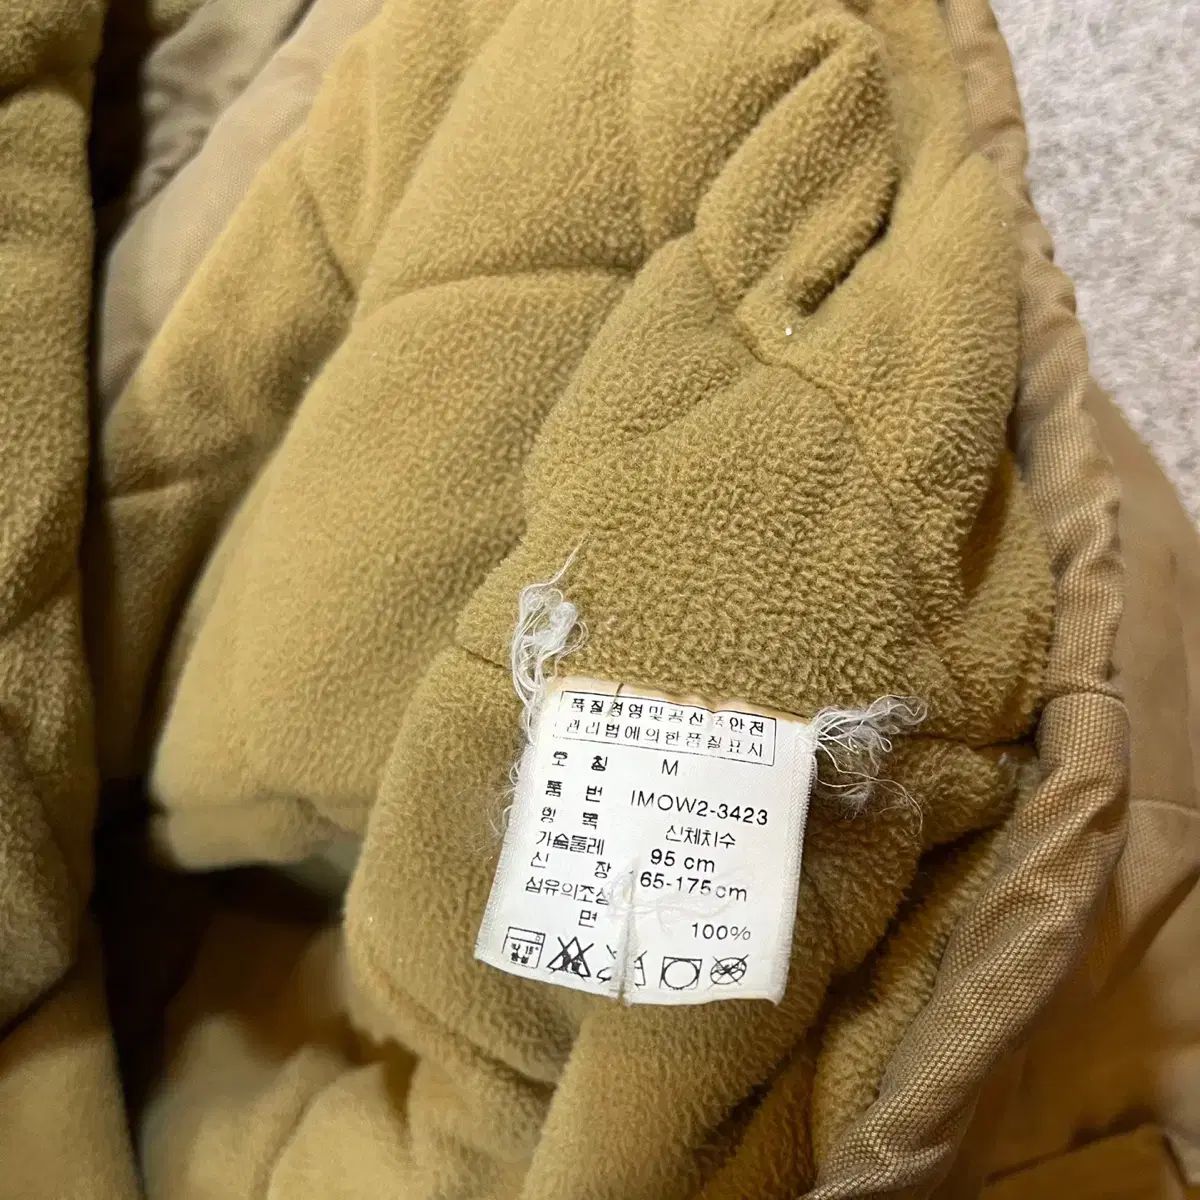 품질경영및공산품안전
관리법에의한품질표시
호 칭 M
품 번 IMOW2-3423
항 목 신체치수
가슴둘레 95 cm
신 장 165-175cm
섬유의조성
면 100%